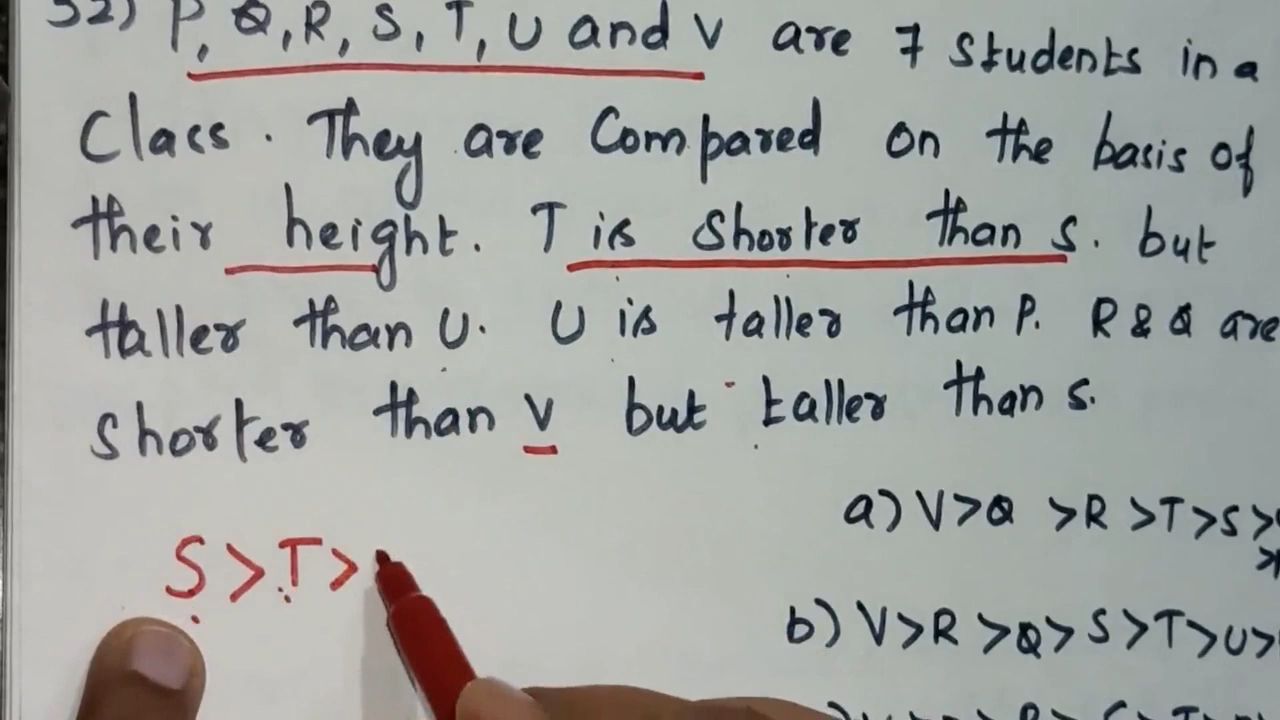 32) P, Q, R, S, T, U and V are 7 students in a
Class. They are Compared on the basis of
their height. T is Shorter than S. but
taller than U. U is taller than P. R & Q are
Shorter than V but taller than S.
a) V>Q >R >T>S>
S > T >
b) V>R >Q> S >T>U>